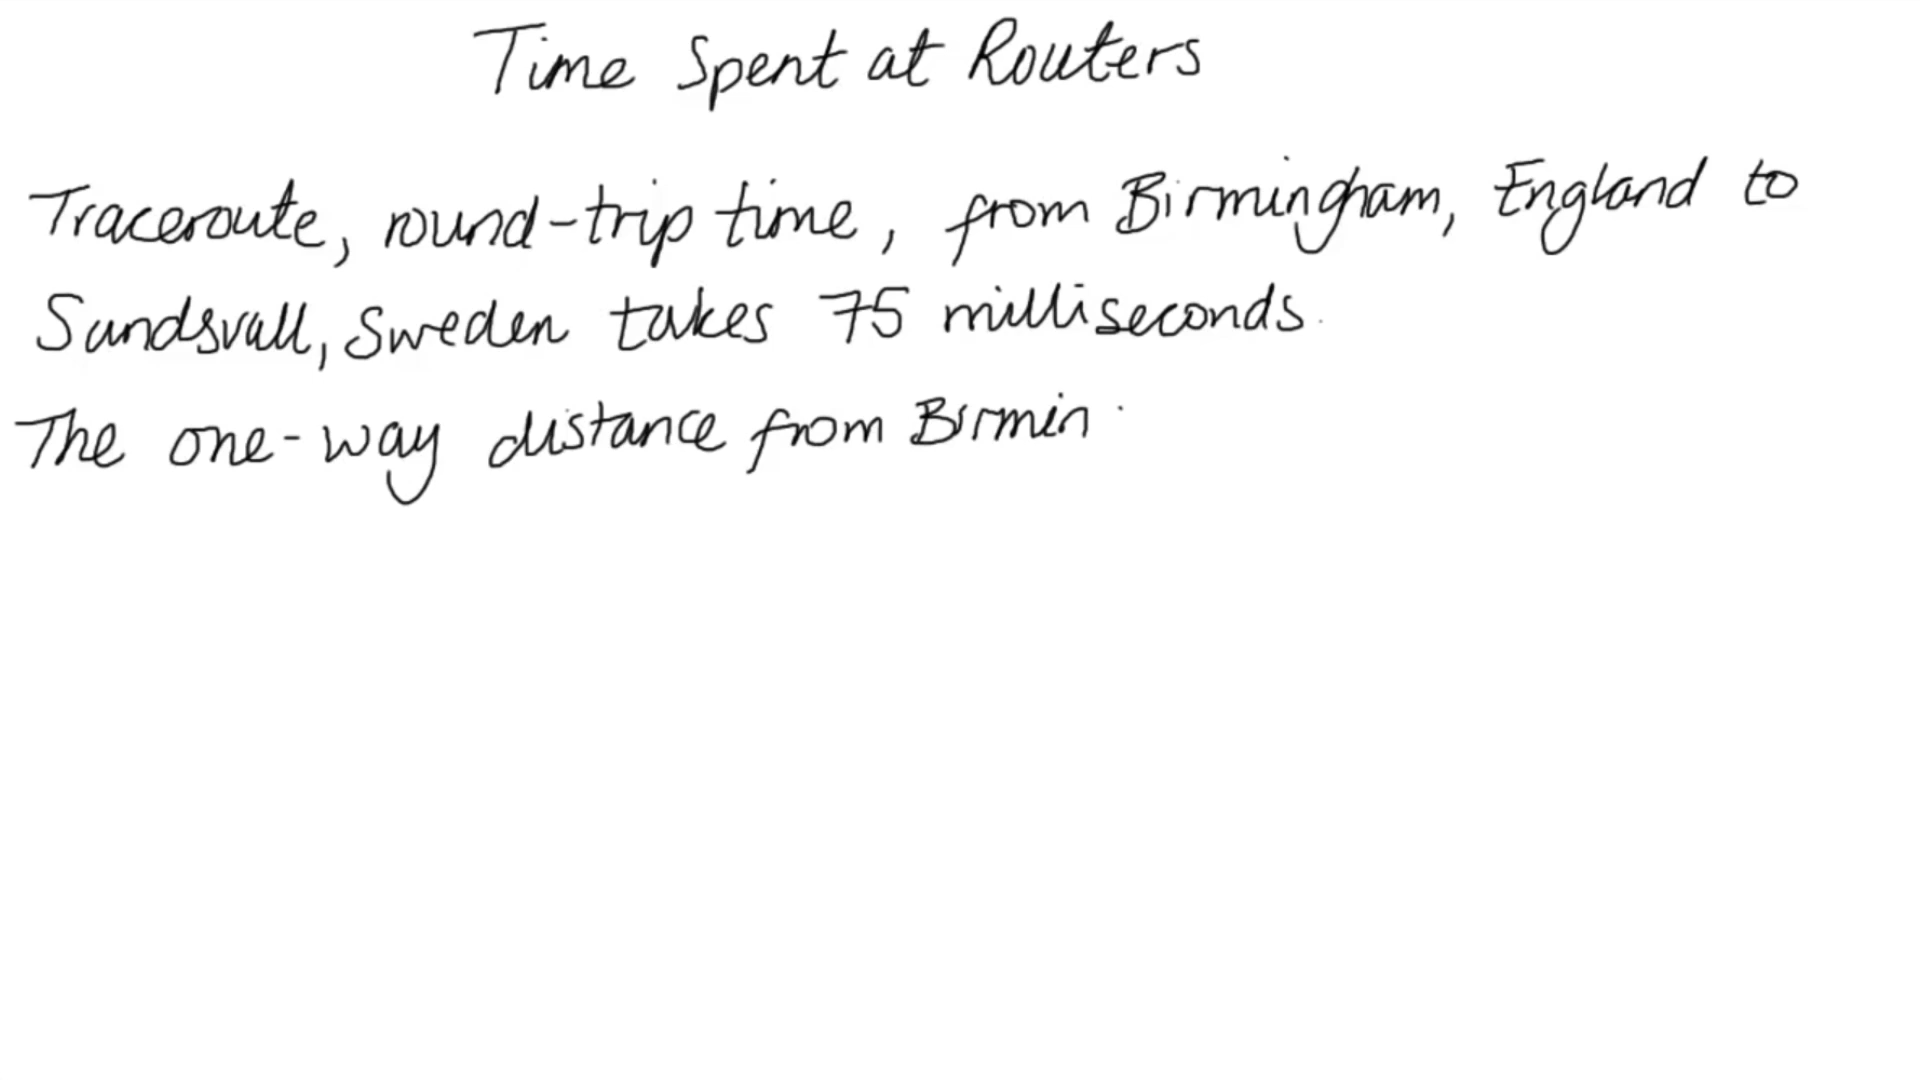 Time Spent at Routers
Traceroute, round-trip time, from Birmingham, England to
Sundsvall, Sweden takes 75 milliseconds.
The one-way distance from Birmin